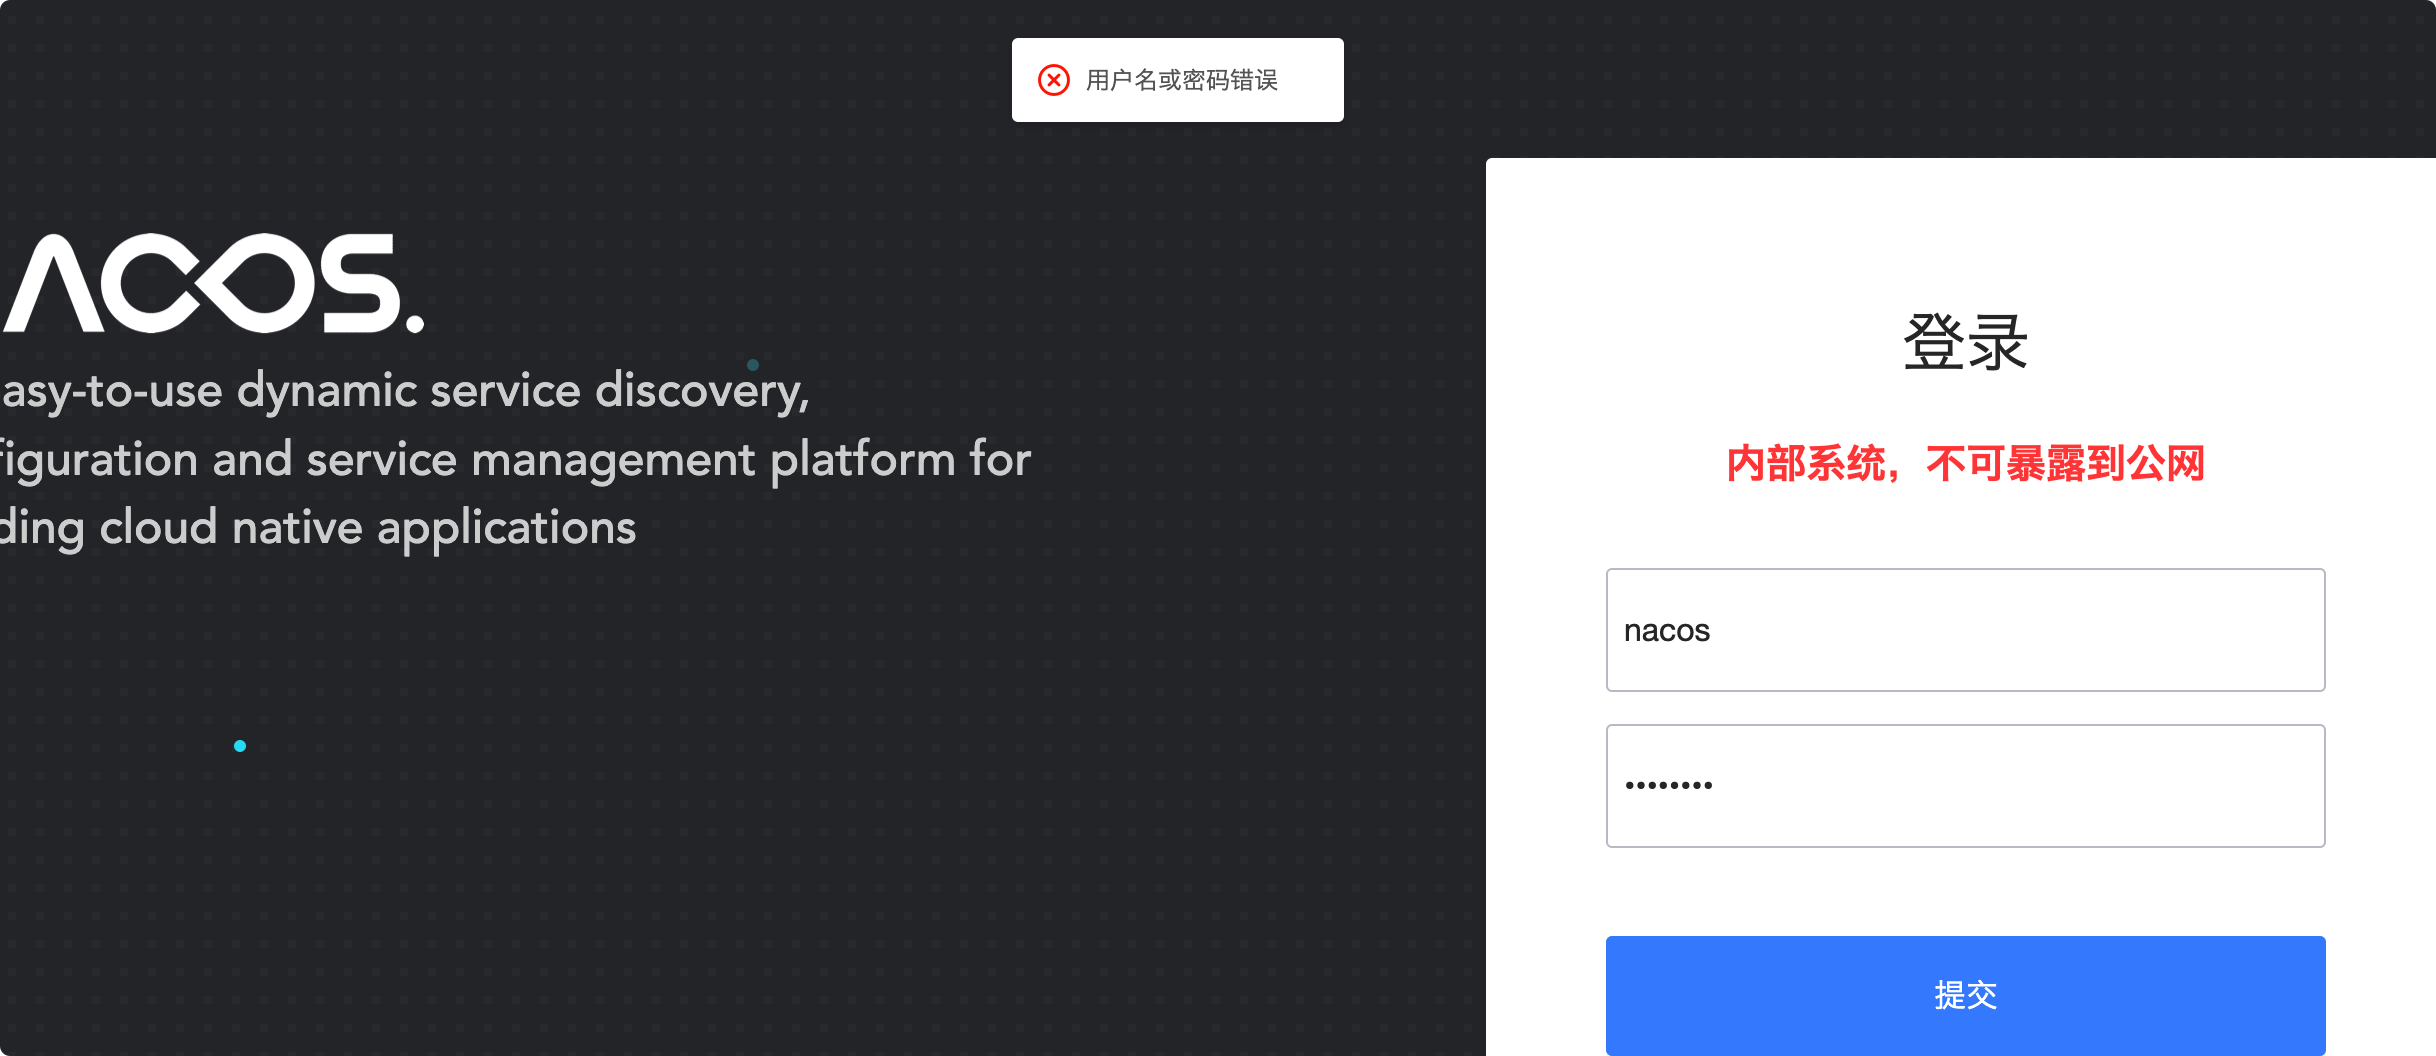 用户名或密码错误
ACOS.
asy-to-use dynamic service discovery,
figuration and service management platform for
ding cloud native applications
登录
内部系统，不可暴露到公网
nacos
••••••••
提交